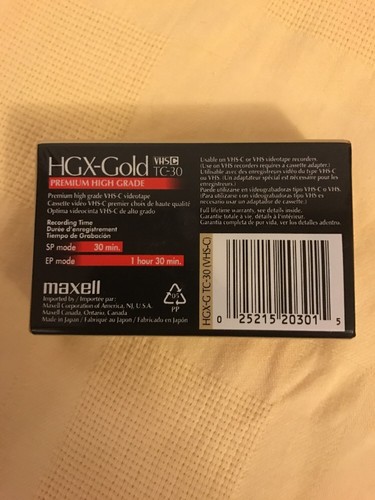 HGX-Gold VHSC TC-30
PREMIUM HIGH GRADE
Premium high grade VHS-C videotape
Cassette vidéo VHS-C premier choix de haute qualité
Optima videocinta VHS-C de alto grado
Recording Time
Durée d'enregistrement
Tiempo de Grabación
SP mode 30 min.
EP mode 1 hour 30 min.
maxell
Imported by / Importée par:
Maxell Corporation of America, NJ, U.S.A.
Maxell Canada, Ontario, Canada
Made in Japan / Fabriqué au Japon / Fabricado en Japón
05
PP
Unable on VHS-C or VHS videotape recorders.
(Use on VHS recorders requires a cassette adapter.)
Utilisable avec des enregistreurs vidéo du type VHS-C
ou VHS. (Un adaptateur spécial est nécessaire pour les
enregistreurs.)
Puede utilizarse en videograbadoras tipo VHS-C o VHS.
(Para utilizarse con videograbadoras tipo VHS es
necesario usar un adaptador de cassette.)
Full lifetime warranty, see details inside.
Garantie totale à vie, détails à l'intérieur.
Garantía completa de por vida, ver los detalles adentro.
HGX-G TC-30 (VHS-C)
0 25215 20301 5